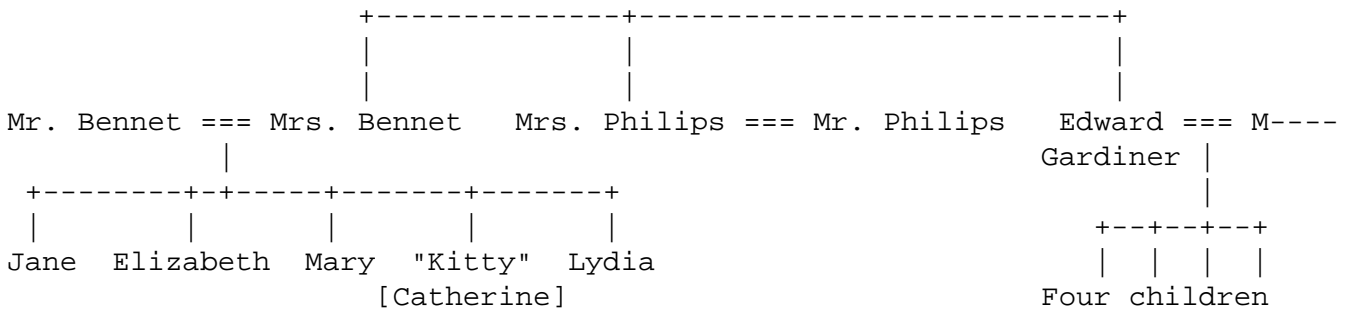 Mr. Bennet === Mrs. Bennet Mrs. Philips === Mr. Philips Edward === M----
Gardiner
Jane Elizabeth Mary "Kitty" Lydia
[Catherine] Four children